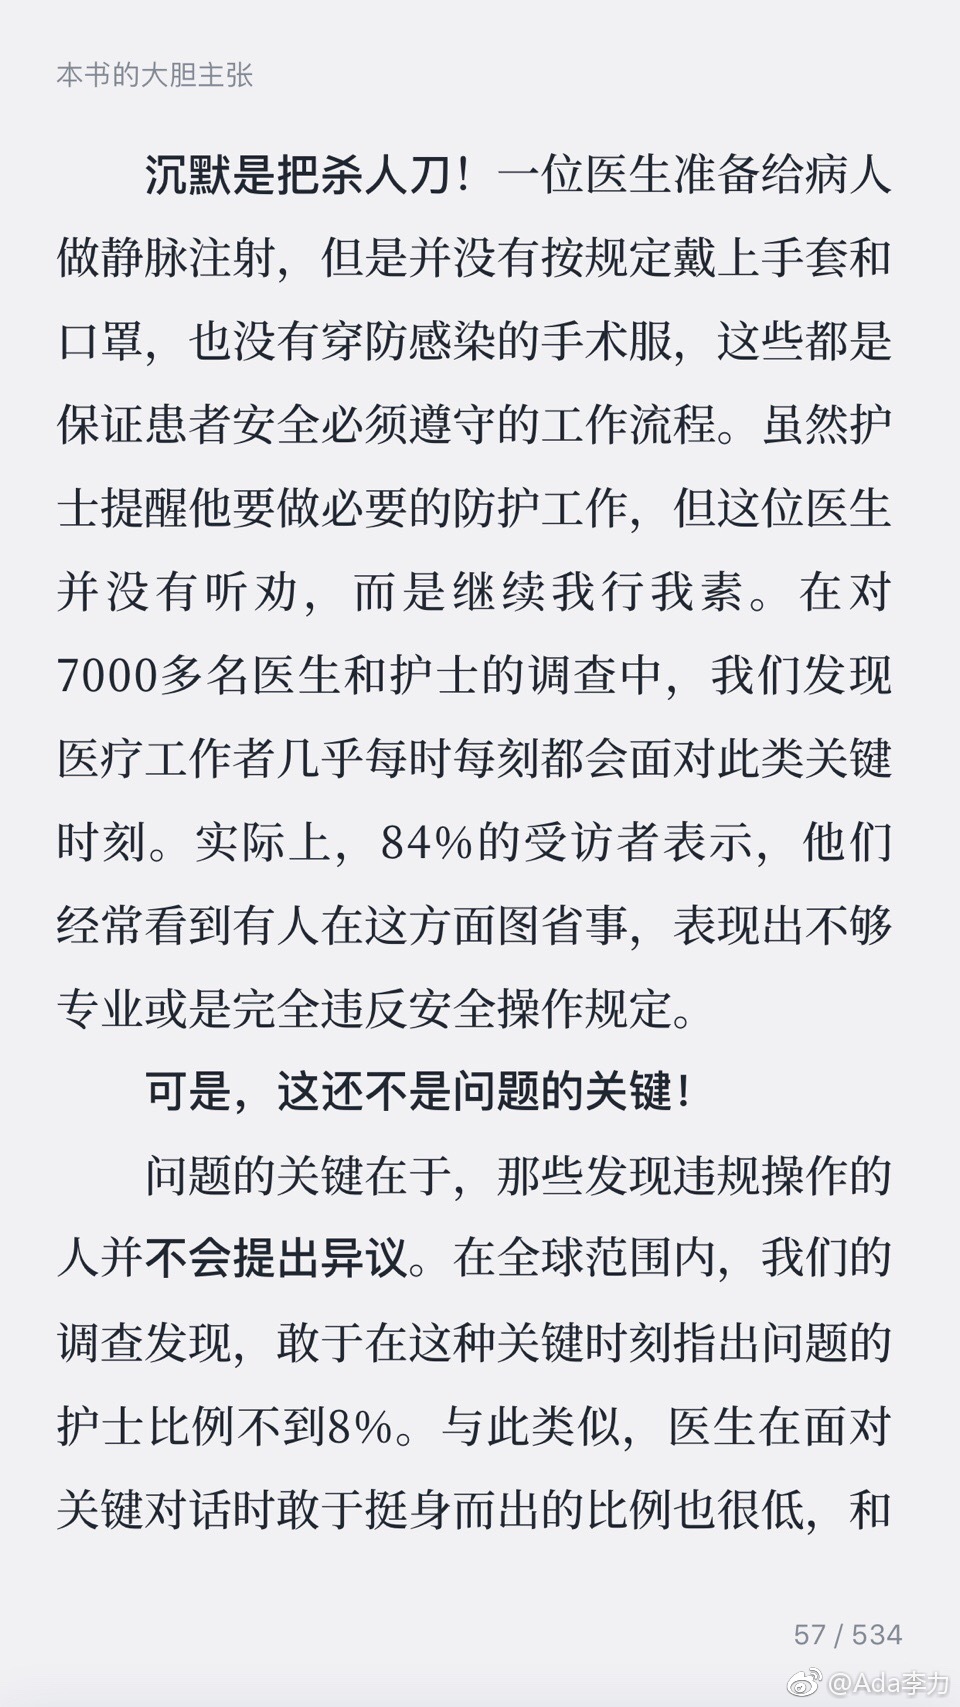 本书的大胆主张
沉默是把杀人刀！一位医生准备给病人
做静脉注射，但是并没有按规定戴上手套和
口罩，也没有穿防感染的手术服，这些都是
保证患者安全必须遵守的工作流程。虽然护
士提醒他要做必要的防护工作，但这位医生
并没有听劝，而是继续我行我素。在对
7000多名医生和护士的调查中，我们发现
医疗工作者几乎每时每刻都会面对此类关键
时刻。实际上，84%的受访者表示，他们
经常看到有人在这方面图省事，表现出不够
专业或是完全违反安全操作规定。
可是，这还不是问题的关键！
问题的关键在于，那些发现违规操作的
人并不会提出异议。在全球范围内，我们的
调查发现，敢于在这种关键时刻指出问题的
护士比例不到8%。与此类似，医生在面对
关键对话时敢于挺身而出的比例也很低，和
57 / 534
@Ada李力